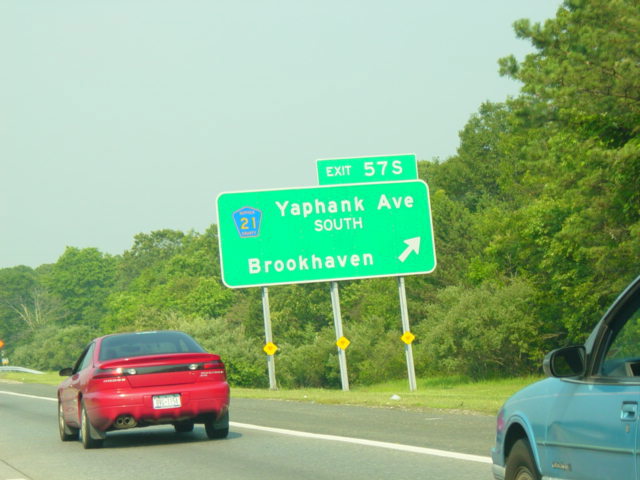 EXIT 57S
21
Yaphank Ave
SOUTH
Brookhaven